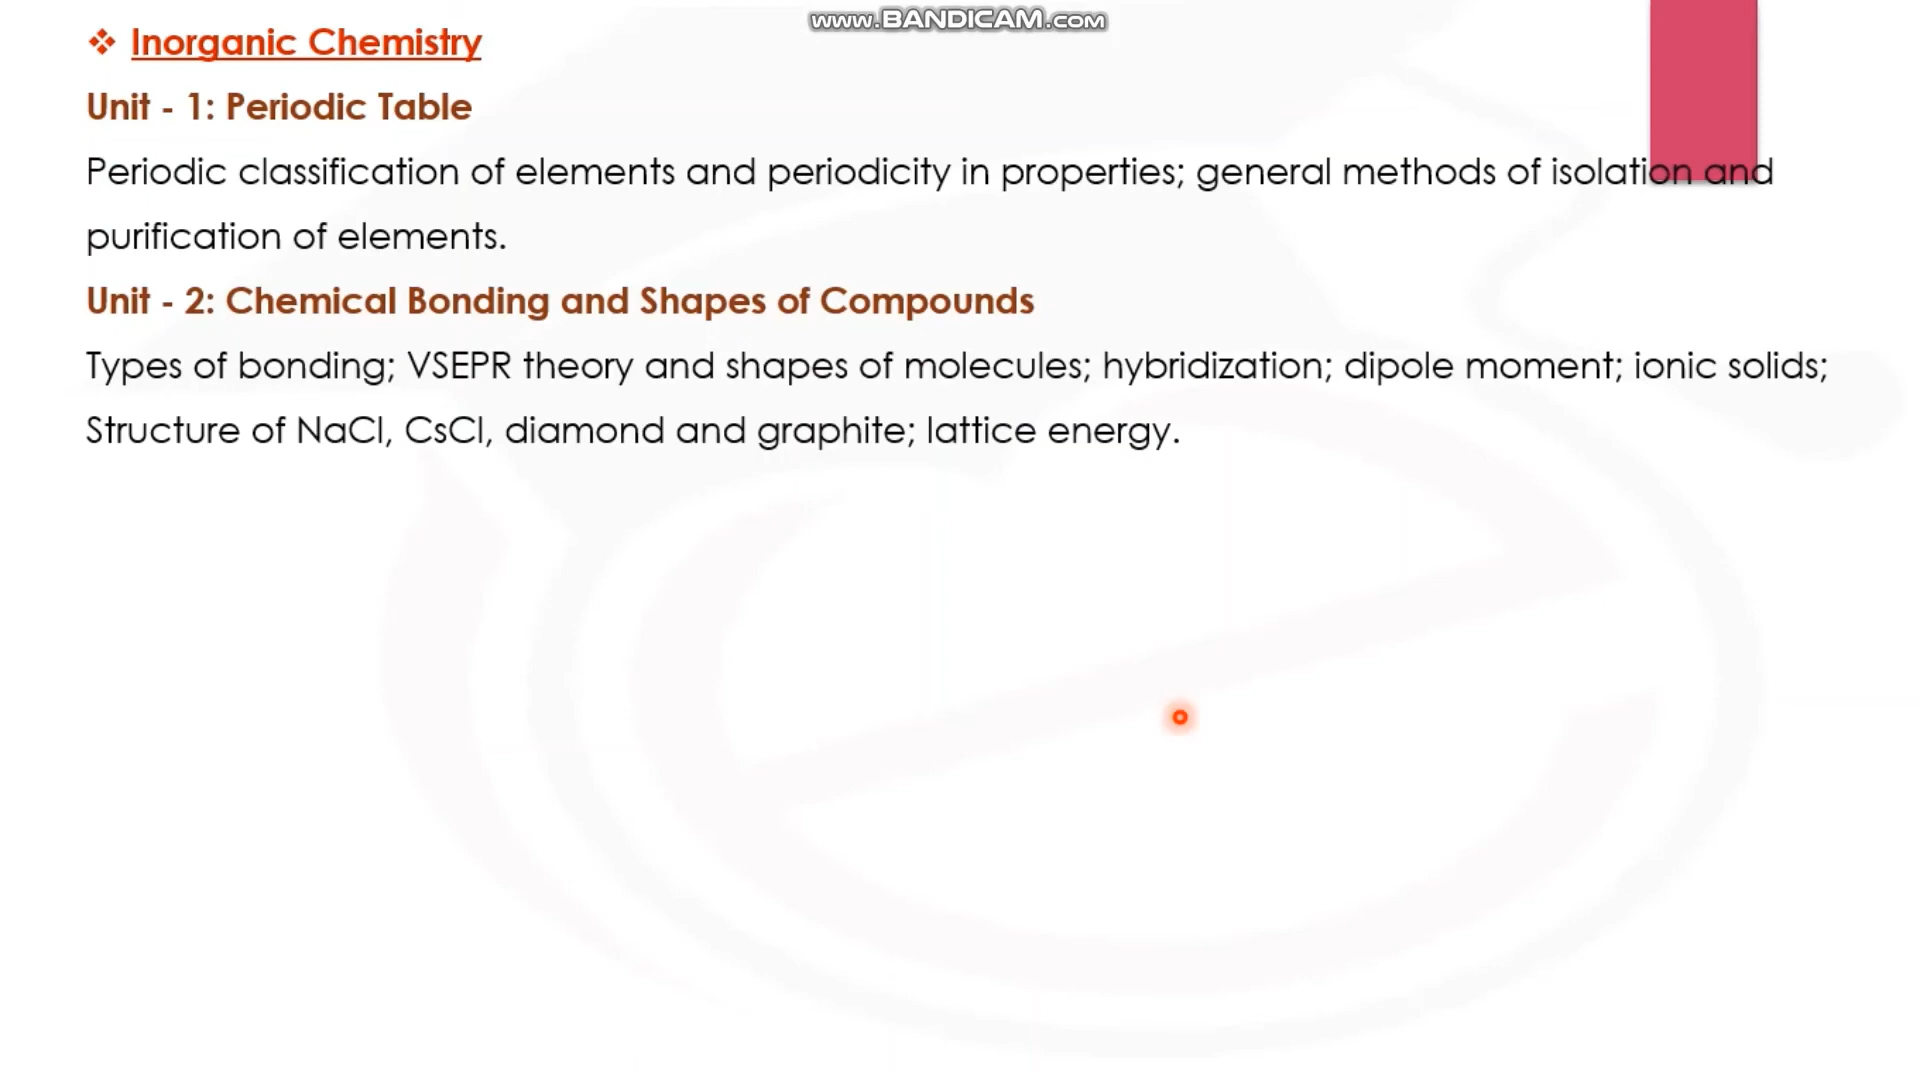 www.BANDICAM.com
❖ Inorganic Chemistry
Unit - 1: Periodic Table
Periodic classification of elements and periodicity in properties; general methods of isolation and
purification of elements.
Unit - 2: Chemical Bonding and Shapes of Compounds
Types of bonding; VSEPR theory and shapes of molecules; hybridization; dipole moment; ionic solids;
Structure of NaCl, CsCl, diamond and graphite; lattice energy.